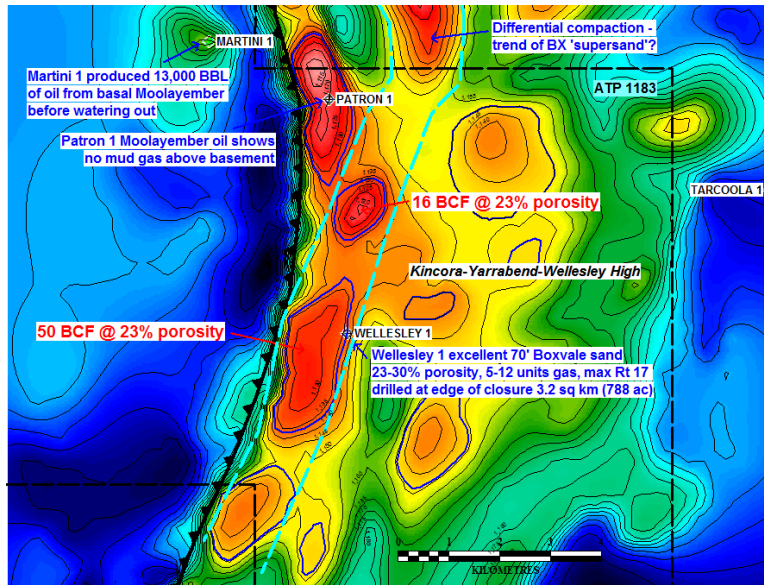 MARTINI 1
Differential compaction -
trend of BX 'supersand'?
Martini 1 produced 13,000 BBL
of oil from basal Moolayember
before watering out
ATP 1183
PATRON 1
Patron 1 Moolayember oil shows
no mud gas above basement
TARCOOLA 1
16 BCF @ 23% porosity
Kincora-Yarrabend-Wellesley High
50 BCF @ 23% porosity
WELLESLEY 1
Wellesley 1 excellent 70' Boxvale sand
23-30% porosity, 5-12 units gas, max Rt 17
drilled at edge of closure 3.2 sq km (788 ac)
0 1 2 3
KILOMETRES